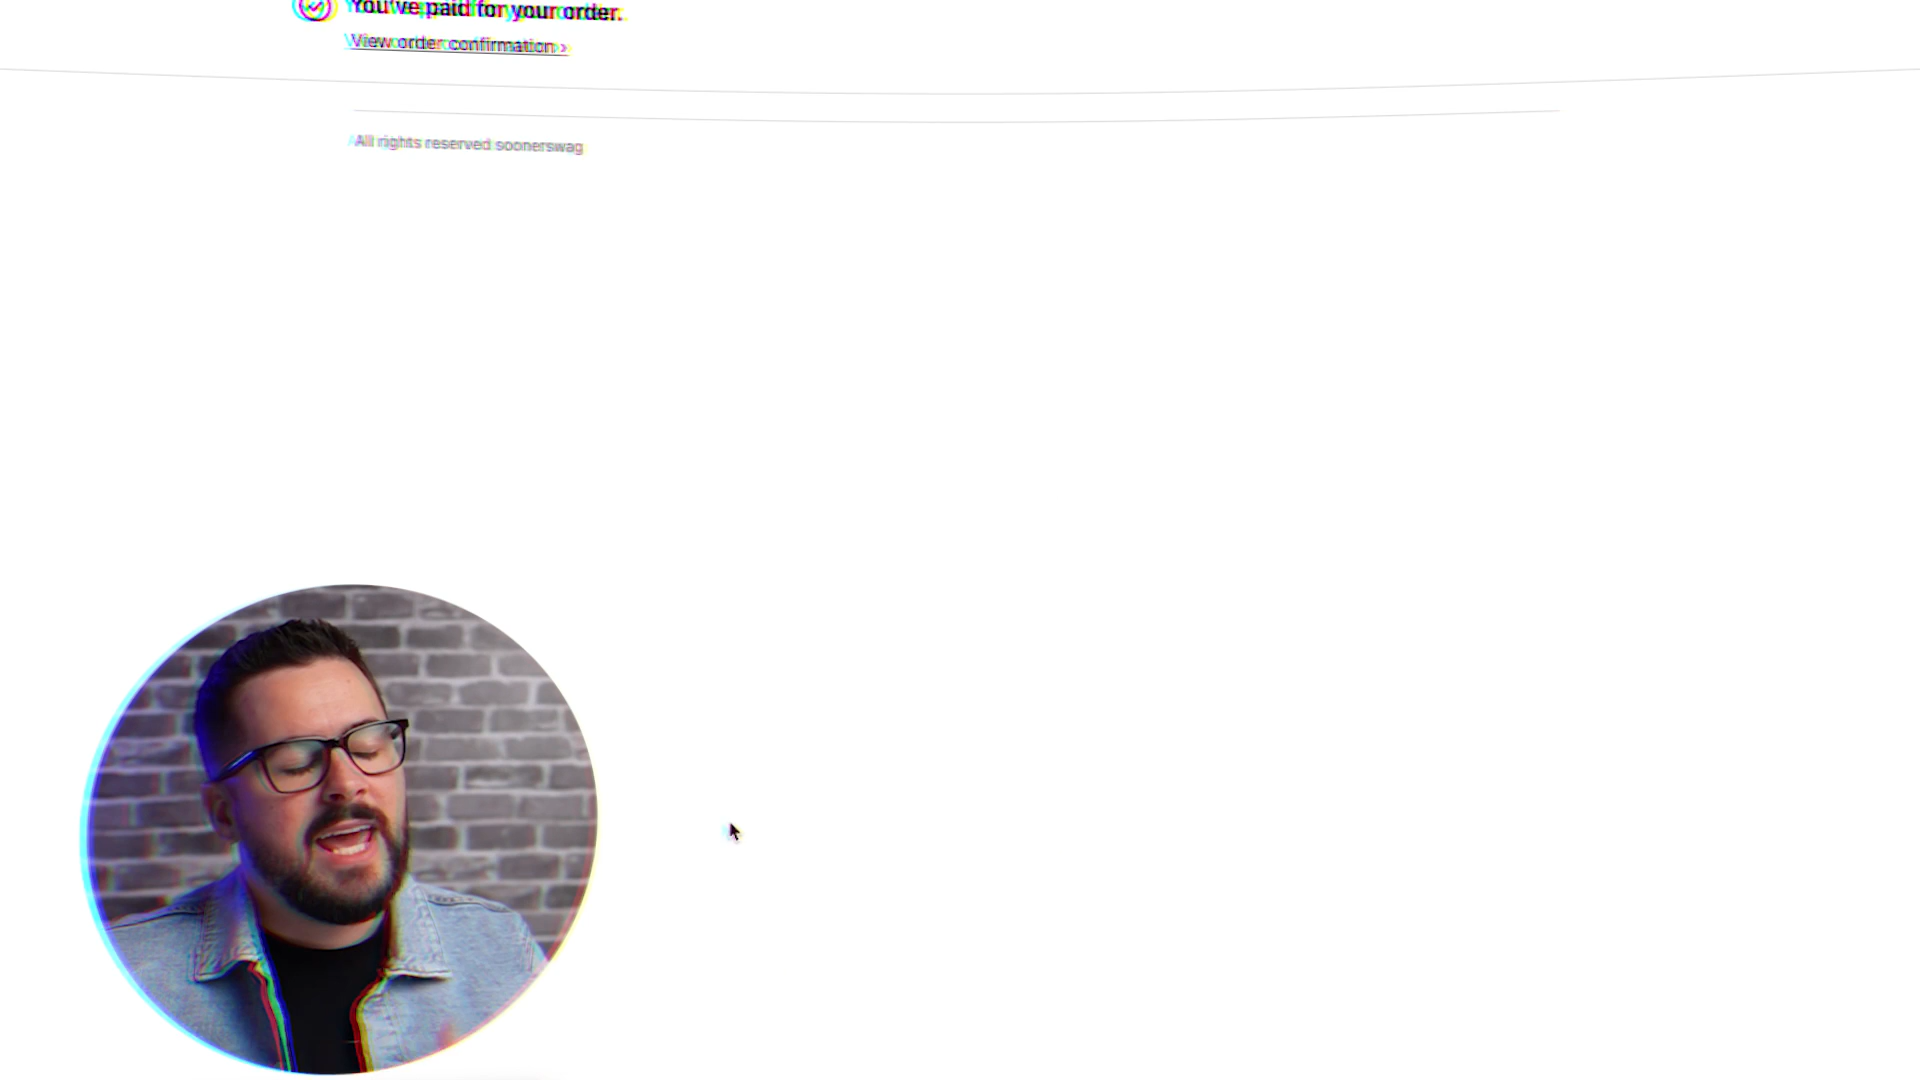 You've paid for your order.
View order confirmation ›
All rights reserved soonerswag